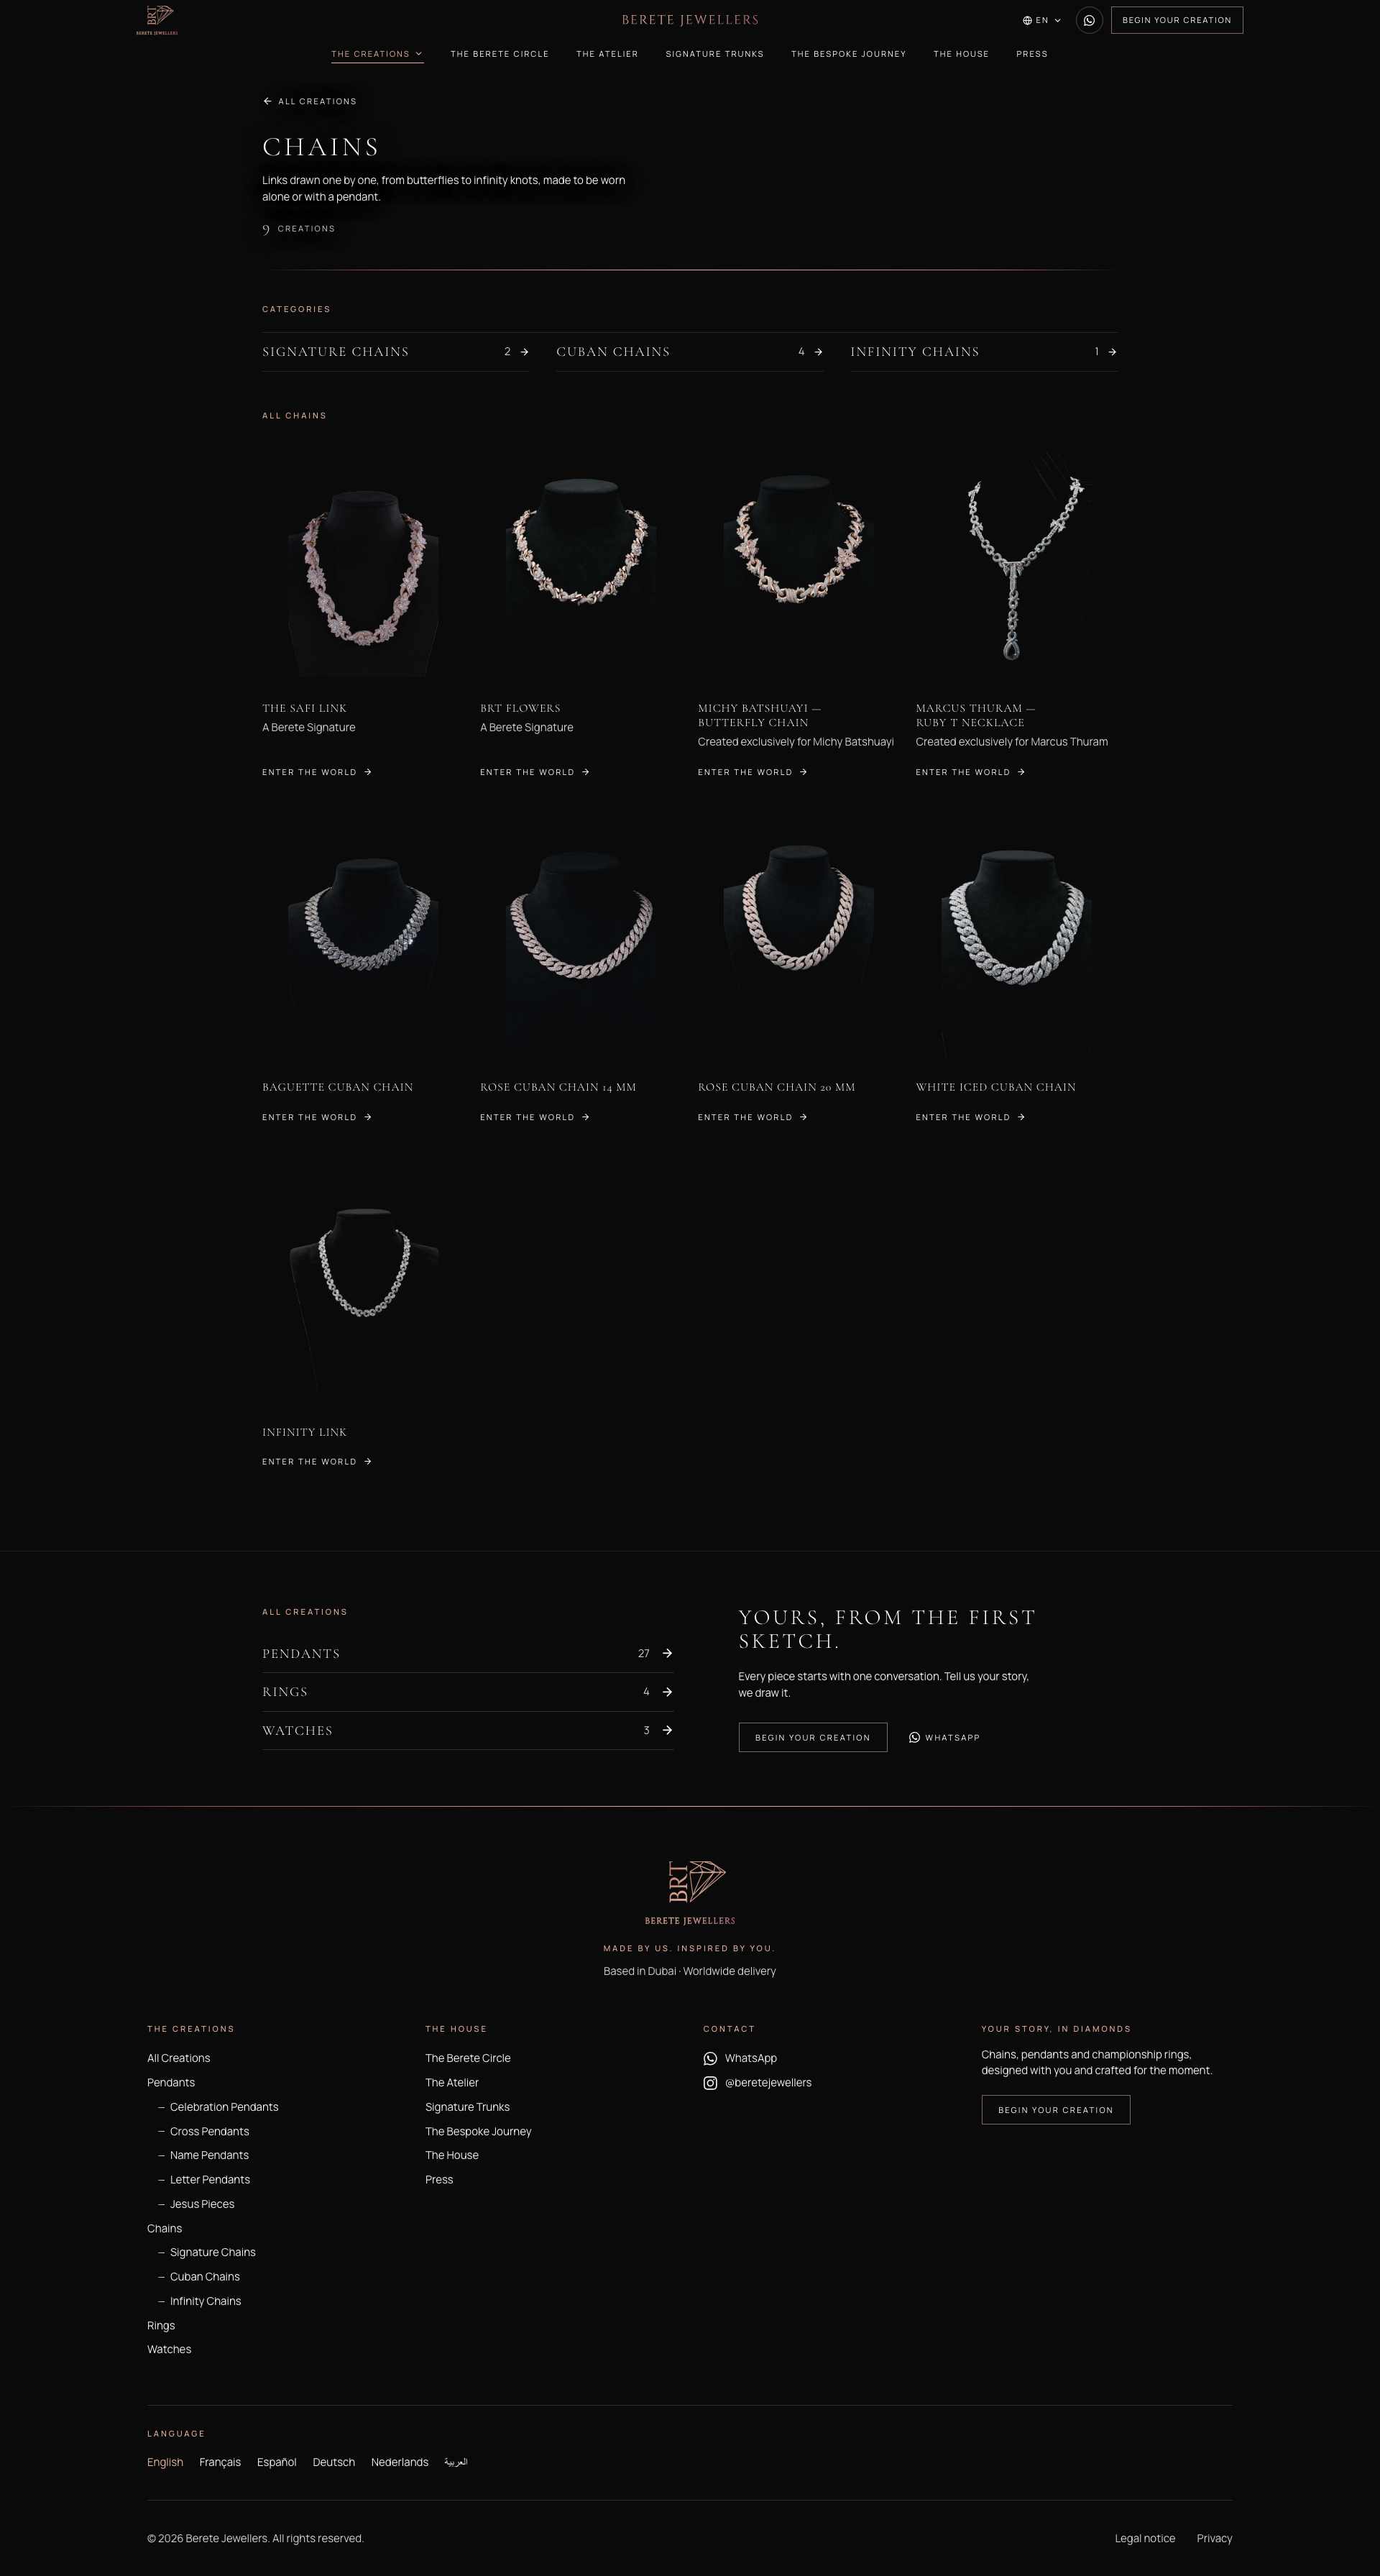 BRT
BERETE JEWELLERS
BERETE JEWELLERS
EN
BEGIN YOUR CREATION
THE CREATIONS
THE BERETE CIRCLE
THE ATELIER
SIGNATURE TRUNKS
THE BESPOKE JOURNEY
THE HOUSE
PRESS
← ALL CREATIONS
CHAINS
Links drawn one by one, from butterflies to infinity knots, made to be worn
alone or with a pendant.
9 CREATIONS
CATEGORIES
SIGNATURE CHAINS 2 →
CUBAN CHAINS 4 →
INFINITY CHAINS 1 →
ALL CHAINS
THE SAFI LINK
A Berete Signature
ENTER THE WORLD →
BRT FLOWERS
A Berete Signature
ENTER THE WORLD →
MICHY BATSHUAYI —
BUTTERFLY CHAIN
Created exclusively for Michy Batshuayi
ENTER THE WORLD →
MARCUS THURAM —
RUBY T NECKLACE
Created exclusively for Marcus Thuram
ENTER THE WORLD →
BAGUETTE CUBAN CHAIN
ENTER THE WORLD →
ROSE CUBAN CHAIN 14 MM
ENTER THE WORLD →
ROSE CUBAN CHAIN 20 MM
ENTER THE WORLD →
WHITE ICED CUBAN CHAIN
ENTER THE WORLD →
INFINITY LINK
ENTER THE WORLD →
ALL CREATIONS
PENDANTS 27 →
RINGS 4 →
WATCHES 3 →
YOURS, FROM THE FIRST
SKETCH.
Every piece starts with one conversation. Tell us your story,
we draw it.
BEGIN YOUR CREATION
WHATSAPP
BRT
BERETE JEWELLERS
MADE BY US. INSPIRED BY YOU.
Based in Dubai · Worldwide delivery
THE CREATIONS
All Creations
Pendants
– Celebration Pendants
– Cross Pendants
– Name Pendants
– Letter Pendants
– Jesus Pieces
Chains
– Signature Chains
– Cuban Chains
– Infinity Chains
Rings
Watches
THE HOUSE
The Berete Circle
The Atelier
Signature Trunks
The Bespoke Journey
The House
Press
CONTACT
WhatsApp
@beretejewellers
YOUR STORY, IN DIAMONDS
Chains, pendants and championship rings,
designed with you and crafted for the moment.
BEGIN YOUR CREATION
LANGUAGE
English Français Español Deutsch Nederlands العربية
© 2026 Berete Jewellers. All rights reserved.
Legal notice Privacy